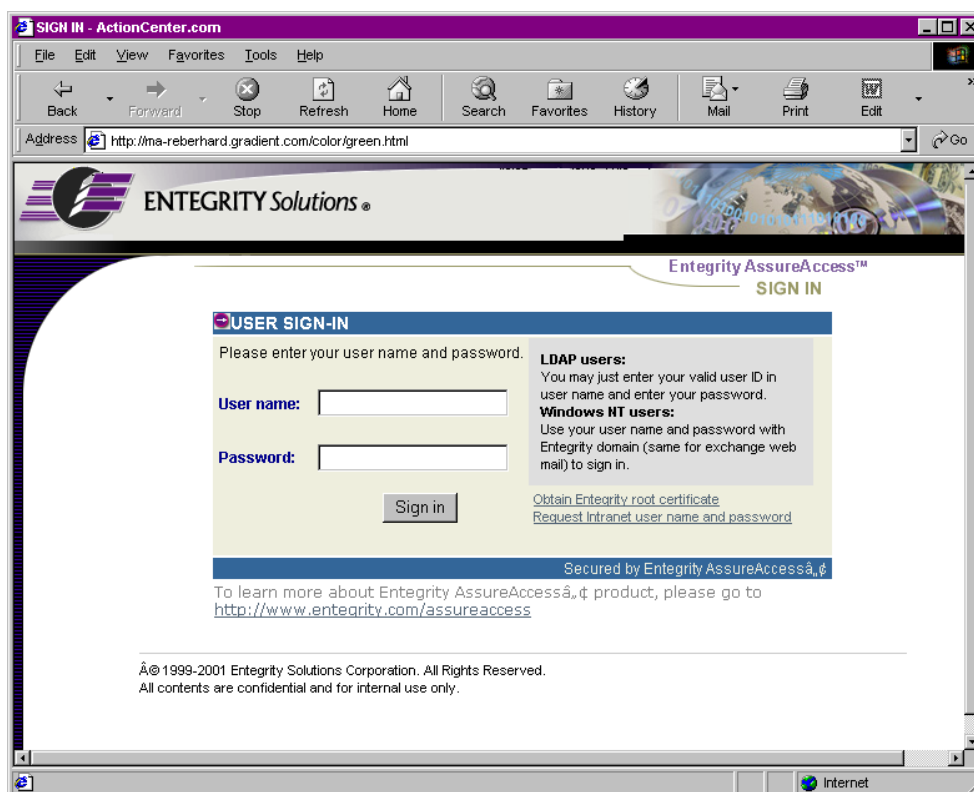 SIGN IN - ActionCenter.com
File Edit View Favorites Tools Help
Back Forward Stop Refresh Home Search Favorites History Mail Print Edit »
Address http://ma-reberhard.gradient.com/color/green.html Go
ENTEGRITY Solutions ®
Entegrity AssureAccess™
SIGN IN
USER SIGN-IN
Please enter your user name and password.
User name:
Password:
Sign in
LDAP users:
You may just enter your valid user ID in
user name and enter your password.
Windows NT users:
Use your user name and password with
Entegrity domain (same for exchange web
mail) to sign in.
Obtain Entegrity root certificate
Request Intranet user name and password
Secured by Entegrity AssureAccessâ„¢
To learn more about Entegrity AssureAccessâ„¢ product, please go to
http://www.entegrity.com/assureaccess
Â© 1999-2001 Entegrity Solutions Corporation. All Rights Reserved.
All contents are confidential and for internal use only.
Internet